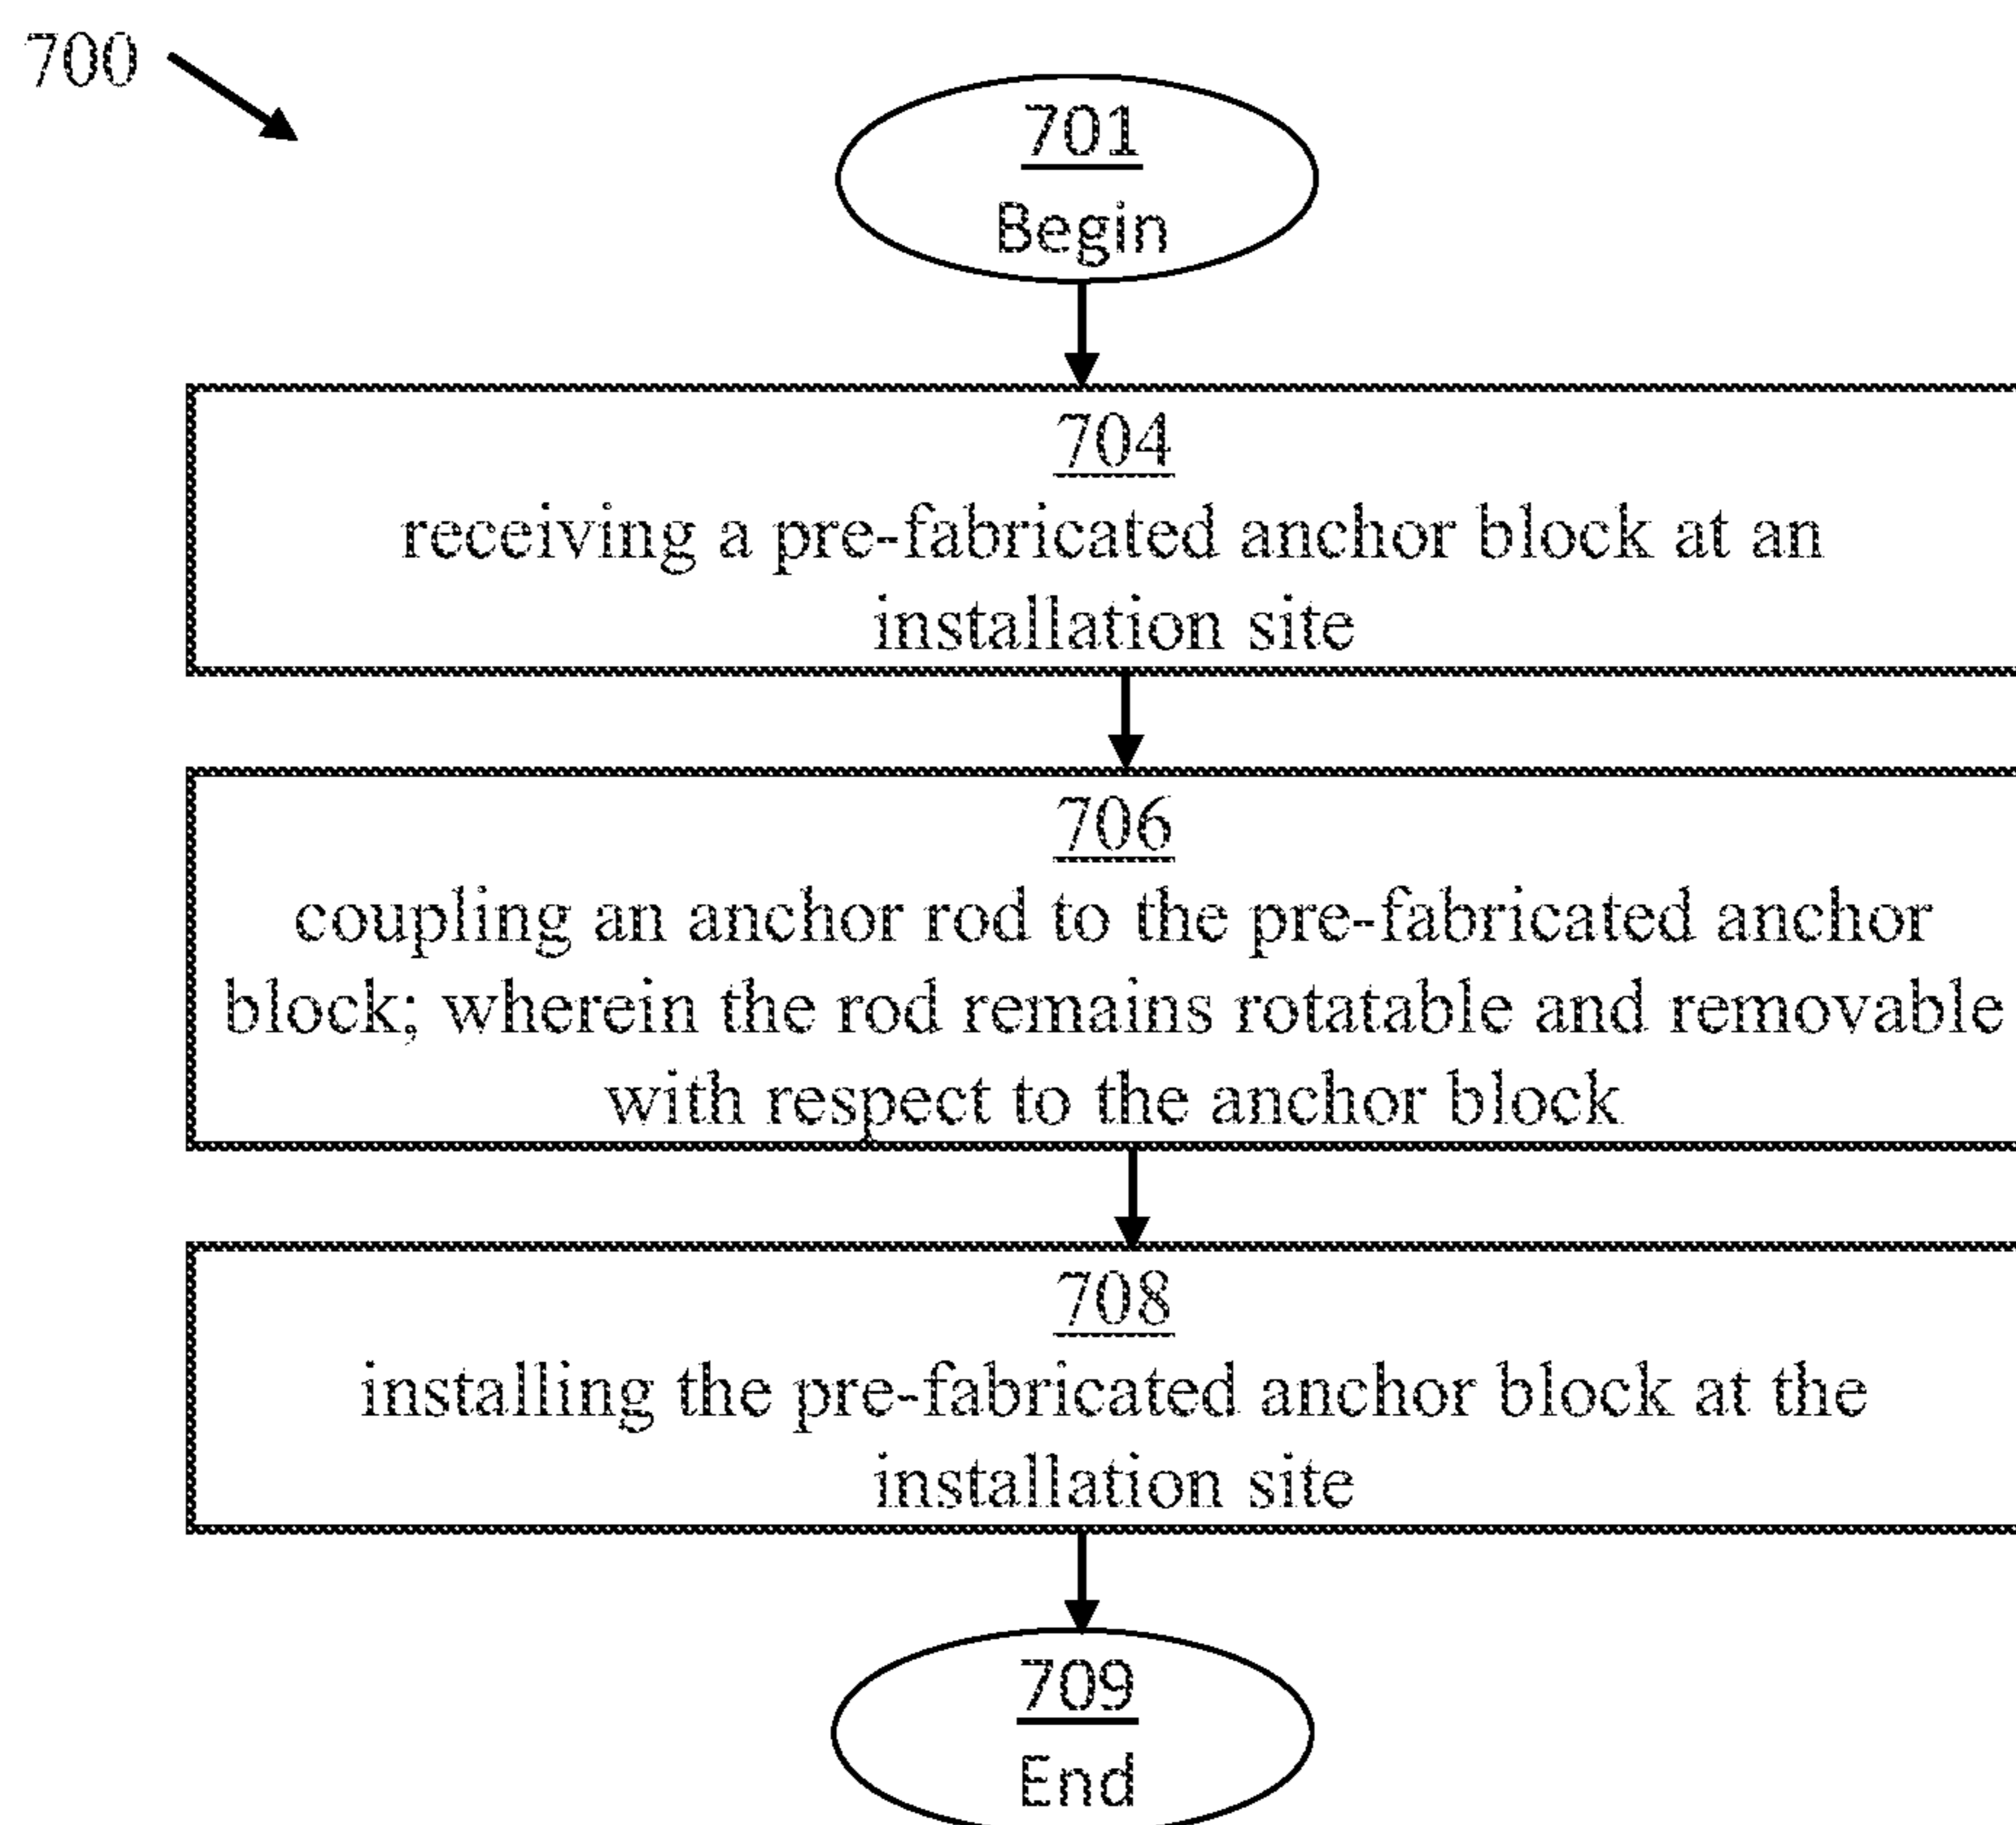 700
701
Begin
704
receiving a pre-fabricated anchor block at an
installation site
706
coupling an anchor rod to the pre-fabricated anchor
block; wherein the rod remains rotatable and removable
with respect to the anchor block
708
installing the pre-fabricated anchor block at the
installation site
709
End